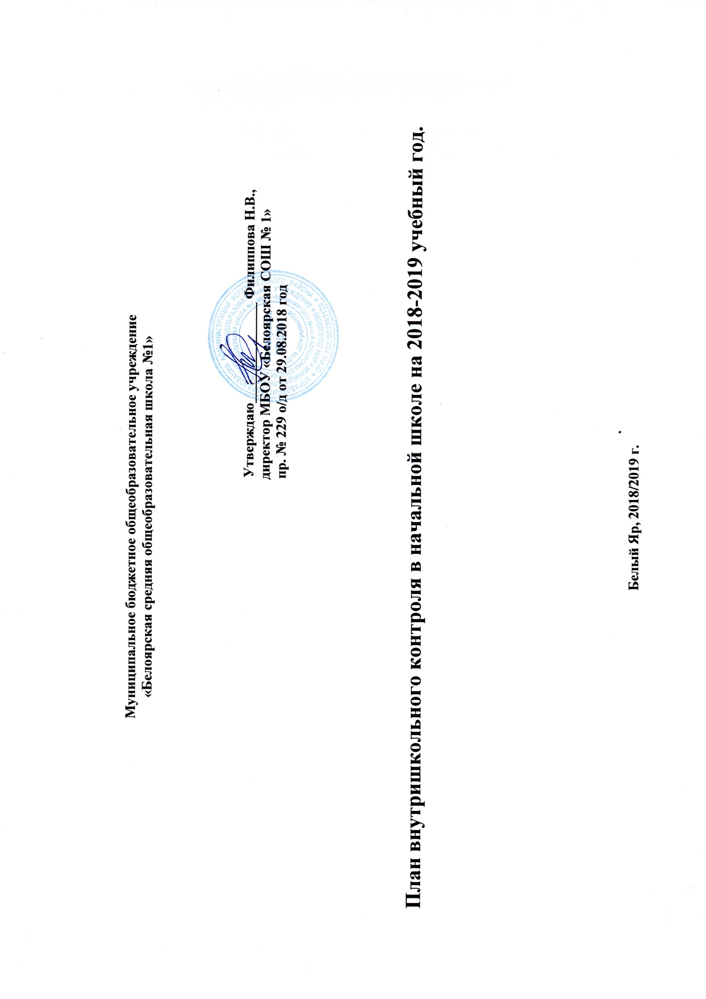 Муниципальное бюджетное общеобразовательное учреждение
«Белоярская средняя общеобразовательная школа №1»
Утверждаю Филиппова Н.В.,
директор МБОУ «Белоярская СОШ № 1»
пр. № 229 о/д от 29.08.2018 год
План внутришкольного контроля в начальной школе на 2018-2019 учебный год.
Белый Яр, 2018/2019 г.